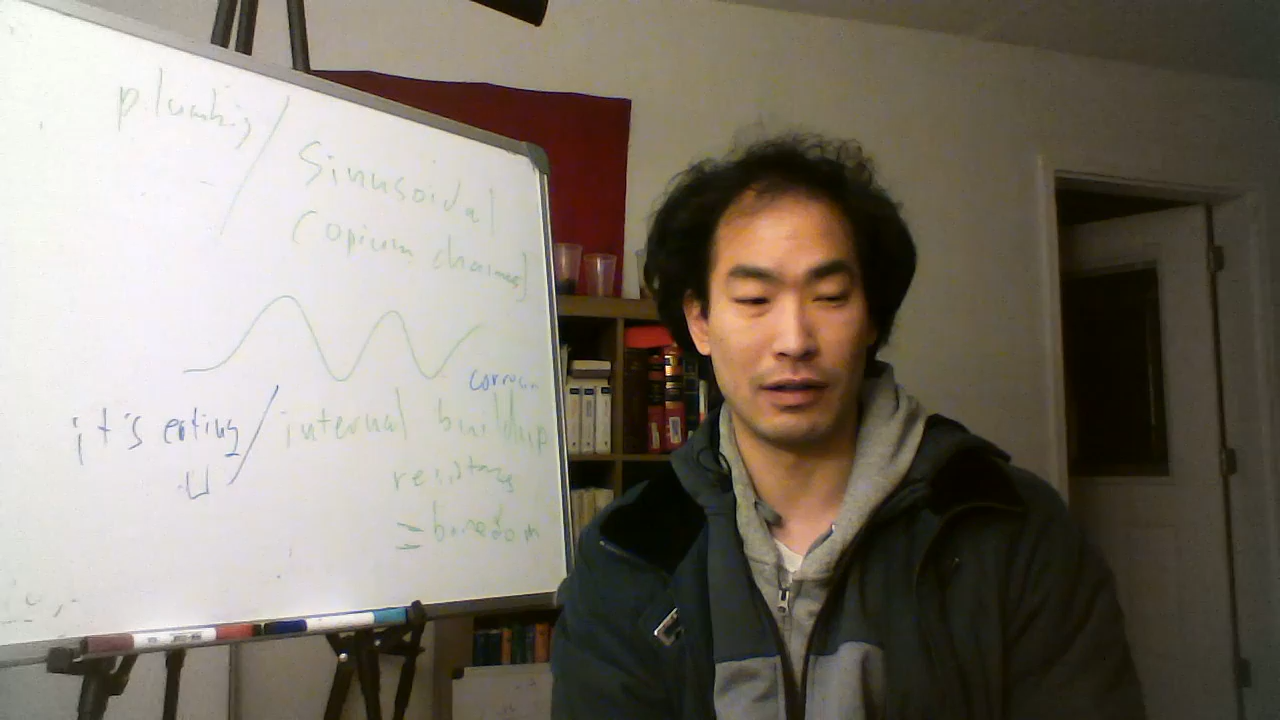 plumbing /
Sinusoidal
(opium channel)
corrosion
it's eating / internal buildup
U
resistance
= boredom